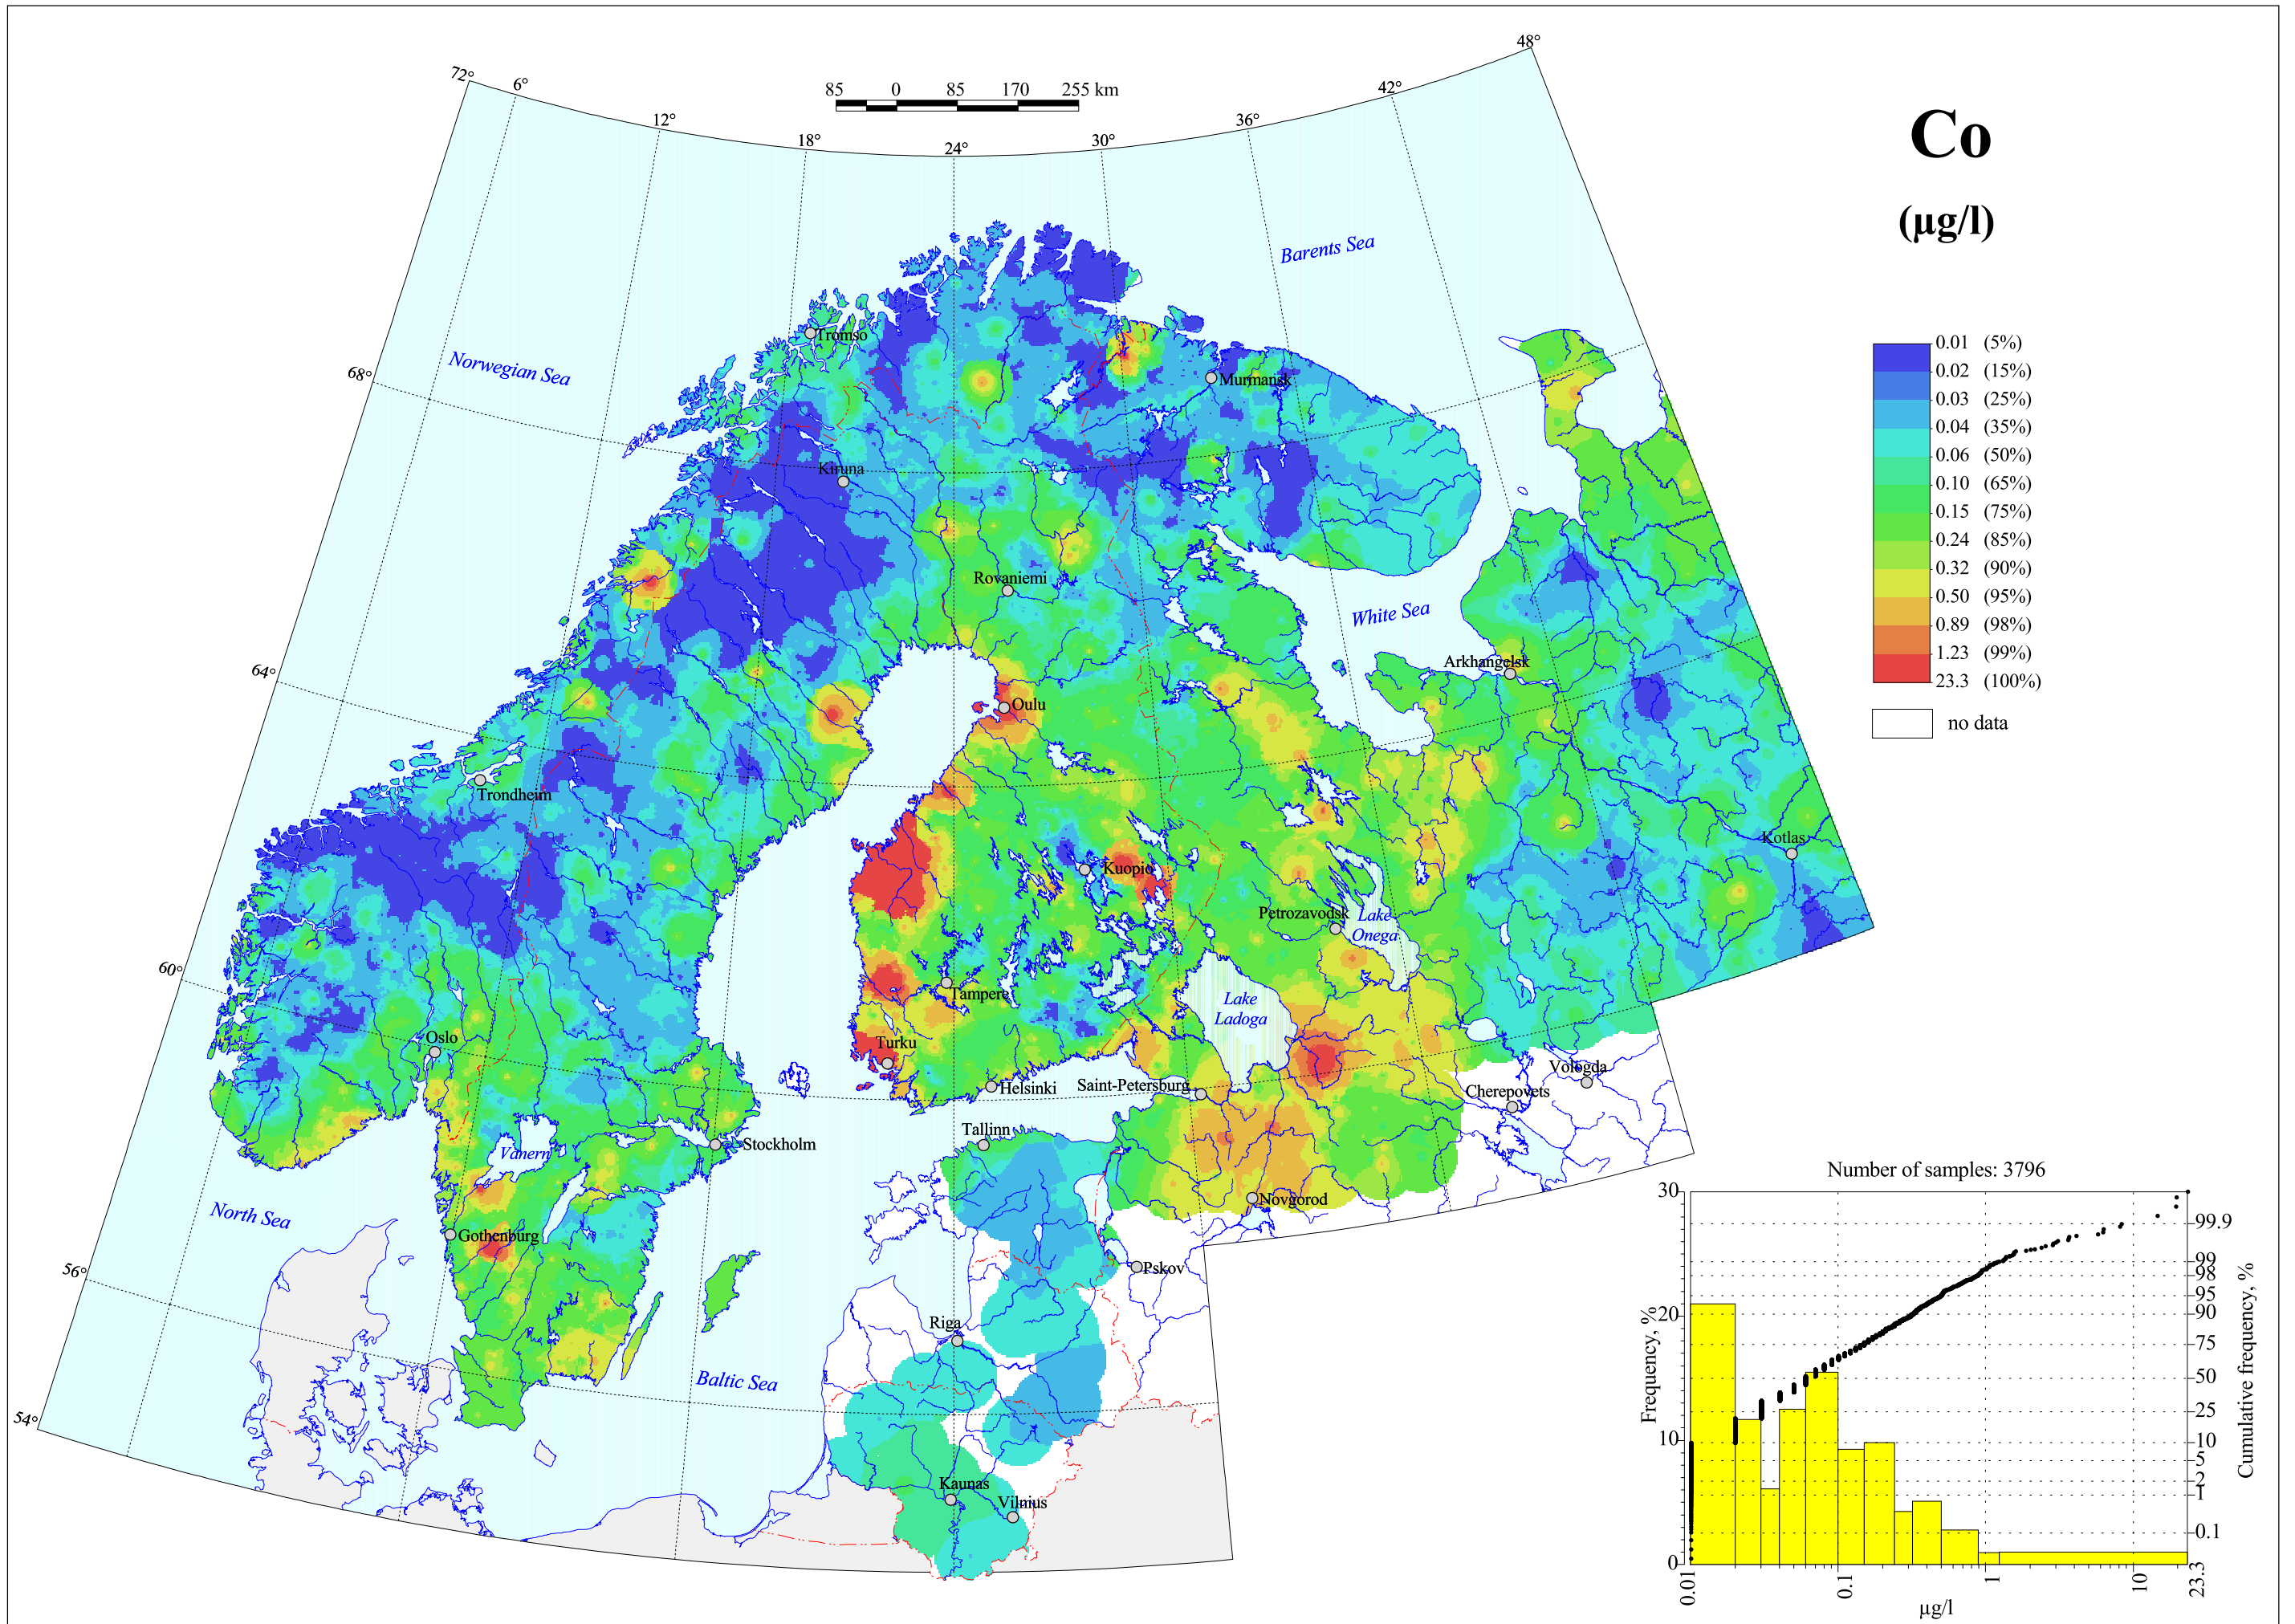 48°
72°
6°
42°
85 0 85 170 255 km
12°
36°
18°
24°
30°
Co
(µg/l)
Barents Sea
Tromso
Norwegian Sea
68°
Murmansk
0.01 (5%)
0.02 (15%)
0.03 (25%)
0.04 (35%)
0.06 (50%)
0.10 (65%)
0.15 (75%)
0.24 (85%)
0.32 (90%)
0.50 (95%)
0.89 (98%)
1.23 (99%)
23.3 (100%)
no data
Kiruna
Rovaniemi
White Sea
Arkhangelsk
64°
Oulu
Trondheim
Kotlas
Kuopio
Petrozavodsk
Lake
Onega
60°
Tampere
Lake
Ladoga
Oslo
Turku
Helsinki
Saint-Petersburg
Vologda
Cherepovets
Tallinn
Stockholm
Vanern
Novgorod
North Sea
Gothenburg
Pskov
56°
Riga
Baltic Sea
54°
Kaunas
Vilnius
Number of samples: 3796
Frequency, %
30
20
10
0
Cumulative frequency, %
99.9
99
98
95
90
75
50
25
10
5
2
1
0.1
0.01 0.1 1 10 23.3
µg/l